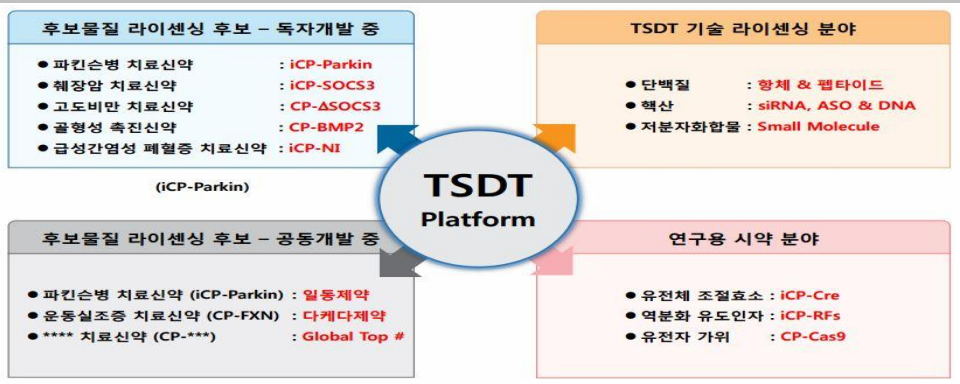 후보물질 라이센싱 후보 – 독자개발 중
● 파킨슨병 치료신약 : iCP-Parkin
● 췌장암 치료신약 : iCP-SOCS3
● 고도비만 치료신약 : CP-ΔSOCS3
● 골형성 촉진신약 : CP-BMP2
● 급성간염성 폐혈증 치료신약 : iCP-NI
(iCP-Parkin)
TSDT 기술 라이센싱 분야
● 단백질 : 항체 & 펩타이드
● 핵산 : siRNA, ASO & DNA
● 저분자화합물 : Small Molecule
TSDT
Platform
후보물질 라이센싱 후보 – 공동개발 중
● 파킨슨병 치료신약 (iCP-Parkin) : 일동제약
● 운동실조증 치료신약 (CP-FXN) : 다케다제약
● **** 치료신약 (CP-***) : Global Top #
연구용 시약 분야
● 유전체 조절효소 : iCP-Cre
● 역분화 유도인자 : iCP-RFs
● 유전자 가위 : CP-Cas9